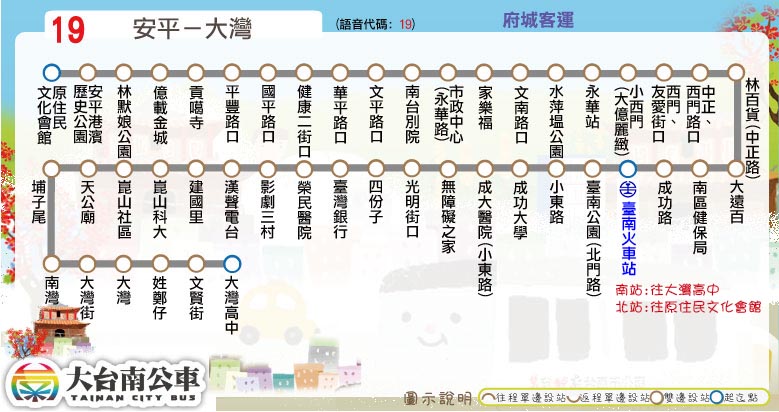 19
安平－大灣
(語音代碼: 19)
府城客運
原住民文化會館
安平港濱歷史公園
林默娘公園
億載金城
貢噶寺
平豐路口
國平路口
健康二街口
華平路口
文平路口
南台別院
市政中心(永華路)
家樂福
文南路口
水萍塭公園
永華站
小西門(大億麗緻)
西門、友愛街口
中正、西門路口
林百貨(中正路)
大遠百
南區健保局
成功路
臺南火車站
臺南公園(北門路)
小東路
成功大學
成大醫院(小東路)
無障礙之家
光明街口
四份子
臺灣銀行
榮民醫院
影劇三村
漢聲電台
建國里
崑山科大
崑山社區
天公廟
埔子尾
南灣
大灣街
大灣
姓鄭仔
文賢街
大灣高中
南站:往大灣高中
北站:往原住民文化會館
大台南公車
TAINAN CITY BUS
圖示說明
往程單邊設站
返程單邊設站
雙邊設站
起迄點